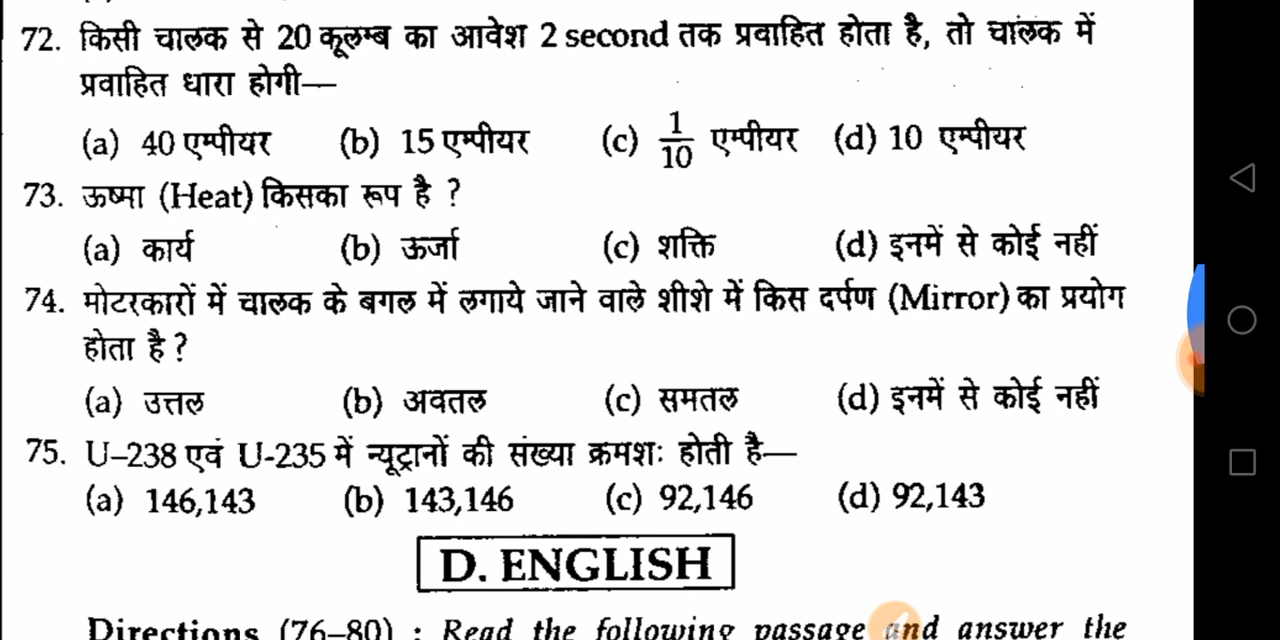 72. किसी चालक से 20 कूलम्ब का आवेश 2 second तक प्रवाहित होता है, तो चालक में
प्रवाहित धारा होगी—
(a) 40 एम्पीयर (b) 15 एम्पीयर (c) 1/10 एम्पीयर (d) 10 एम्पीयर
73. ऊष्मा (Heat) किसका रूप है ?
(a) कार्य (b) ऊर्जा (c) शक्ति (d) इनमें से कोई नहीं
74. मोटरकारों में चालक के बगल में लगाये जाने वाले शीशे में किस दर्पण (Mirror) का प्रयोग
होता है ?
(a) उत्तल (b) अवतल (c) समतल (d) इनमें से कोई नहीं
75. U–238 एवं U-235 में न्यूट्रानों की संख्या क्रमशः होती है—
(a) 146,143 (b) 143,146 (c) 92,146 (d) 92,143
D. ENGLISH
Directions (76–80) : Read the following passage and answer the